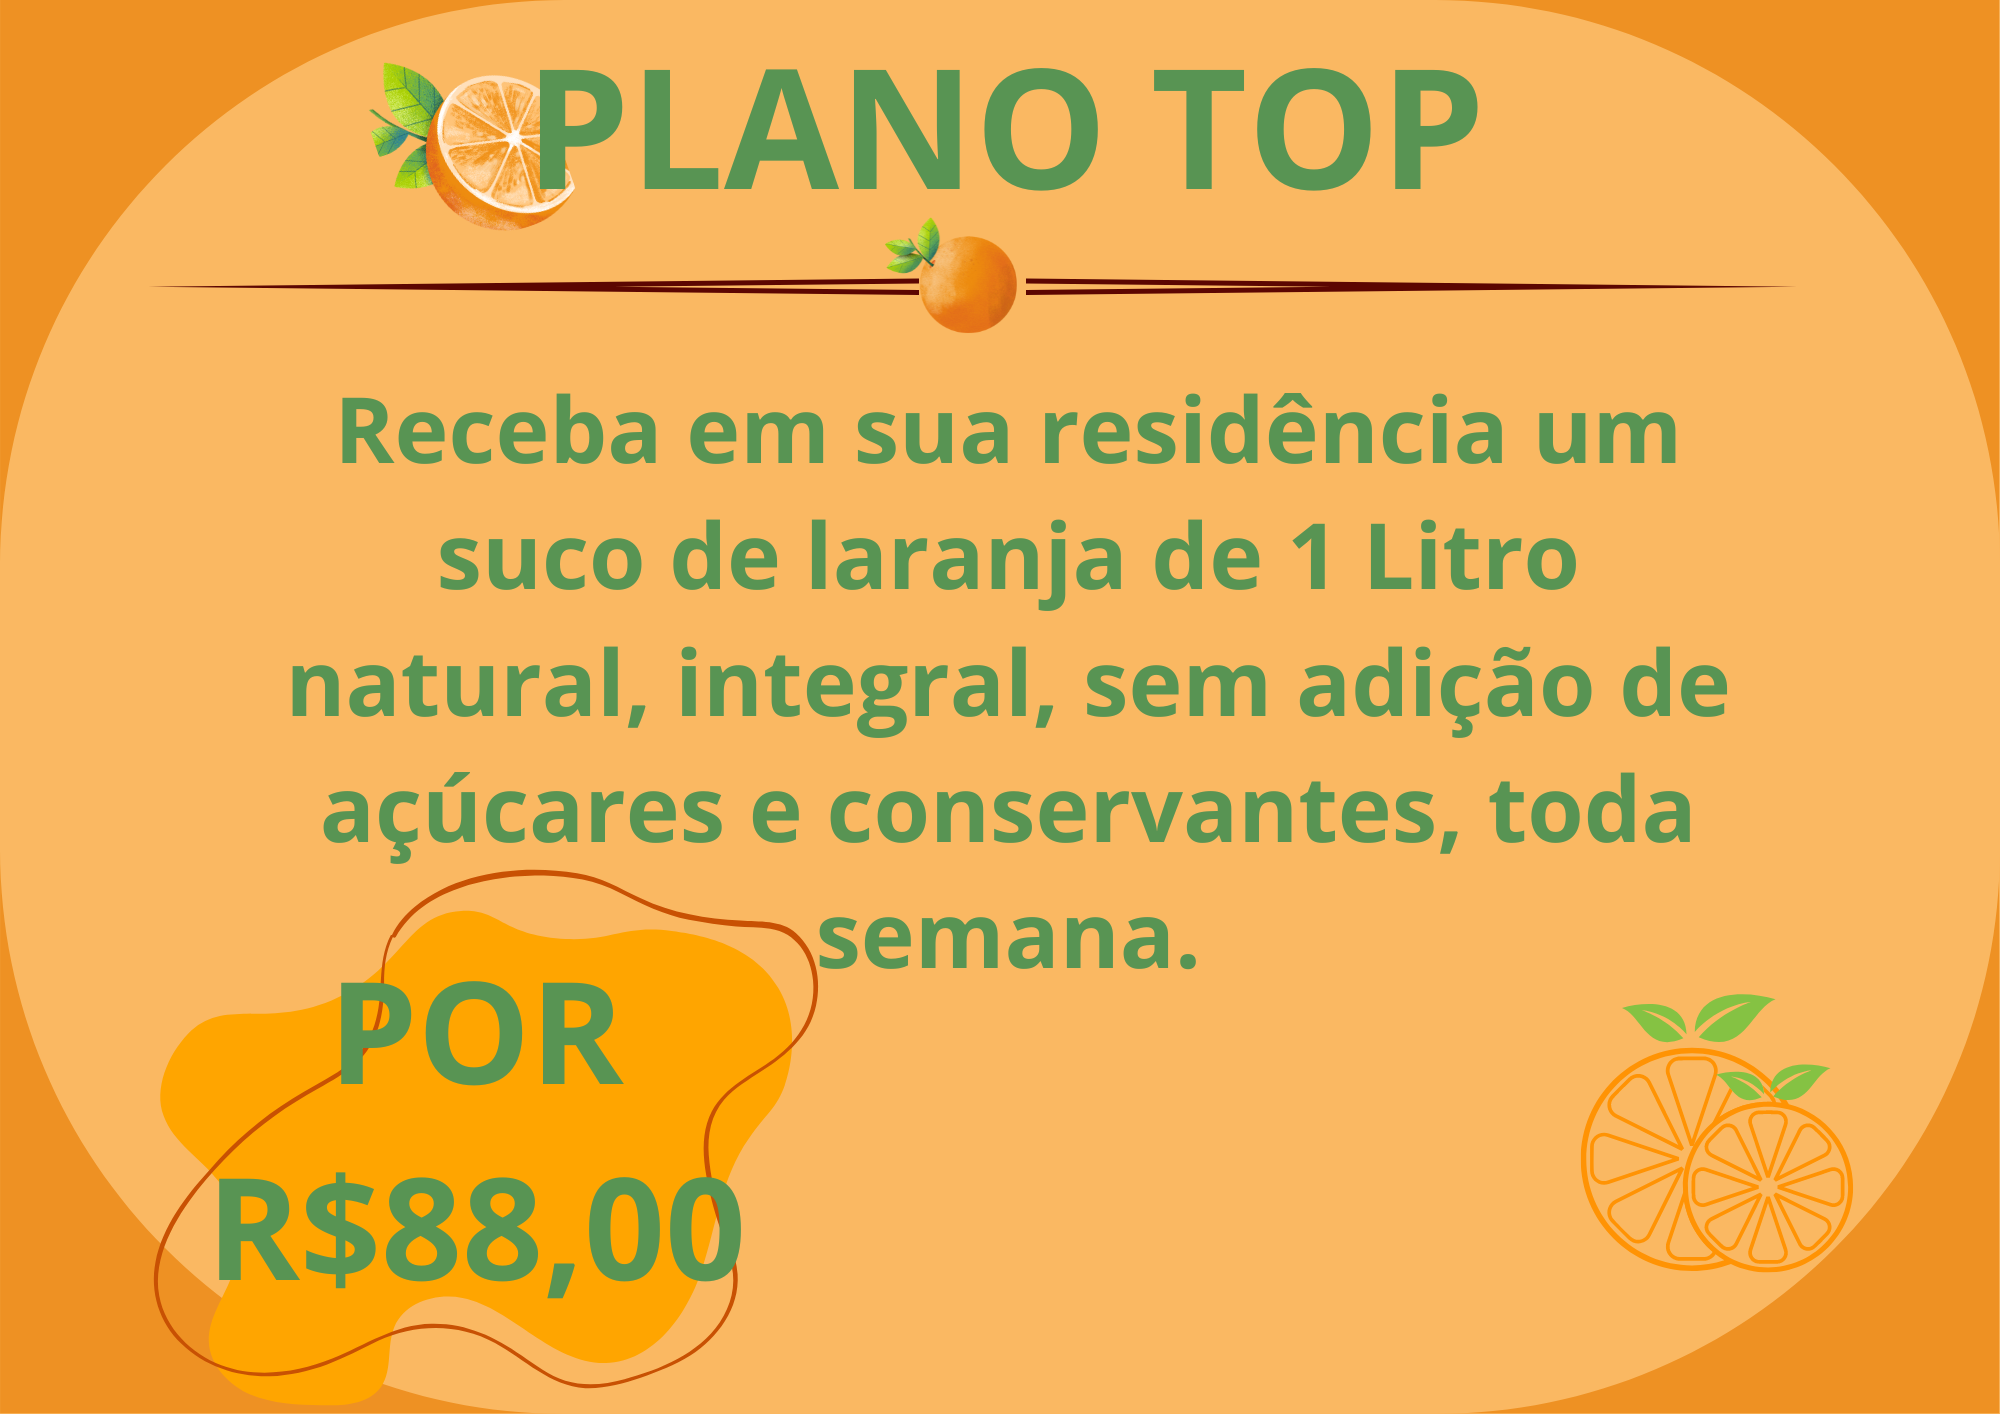 PLANO TOP
Receba em sua residência um
suco de laranja de 1 Litro
natural, integral, sem adição de
açúcares e conservantes, toda
semana.
POR
R$88,00